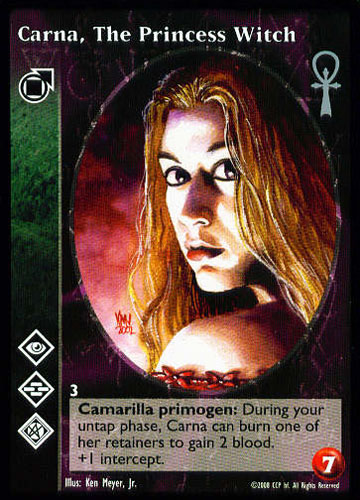 Carna, The Princess Witch
3
Camarilla primogen: During your
untap phase, Carna can burn one of
her retainers to gain 2 blood.
+1 intercept.
7
Illus: Ken Meyer, Jr.
©2008 CCP hf. All Rights Reserved